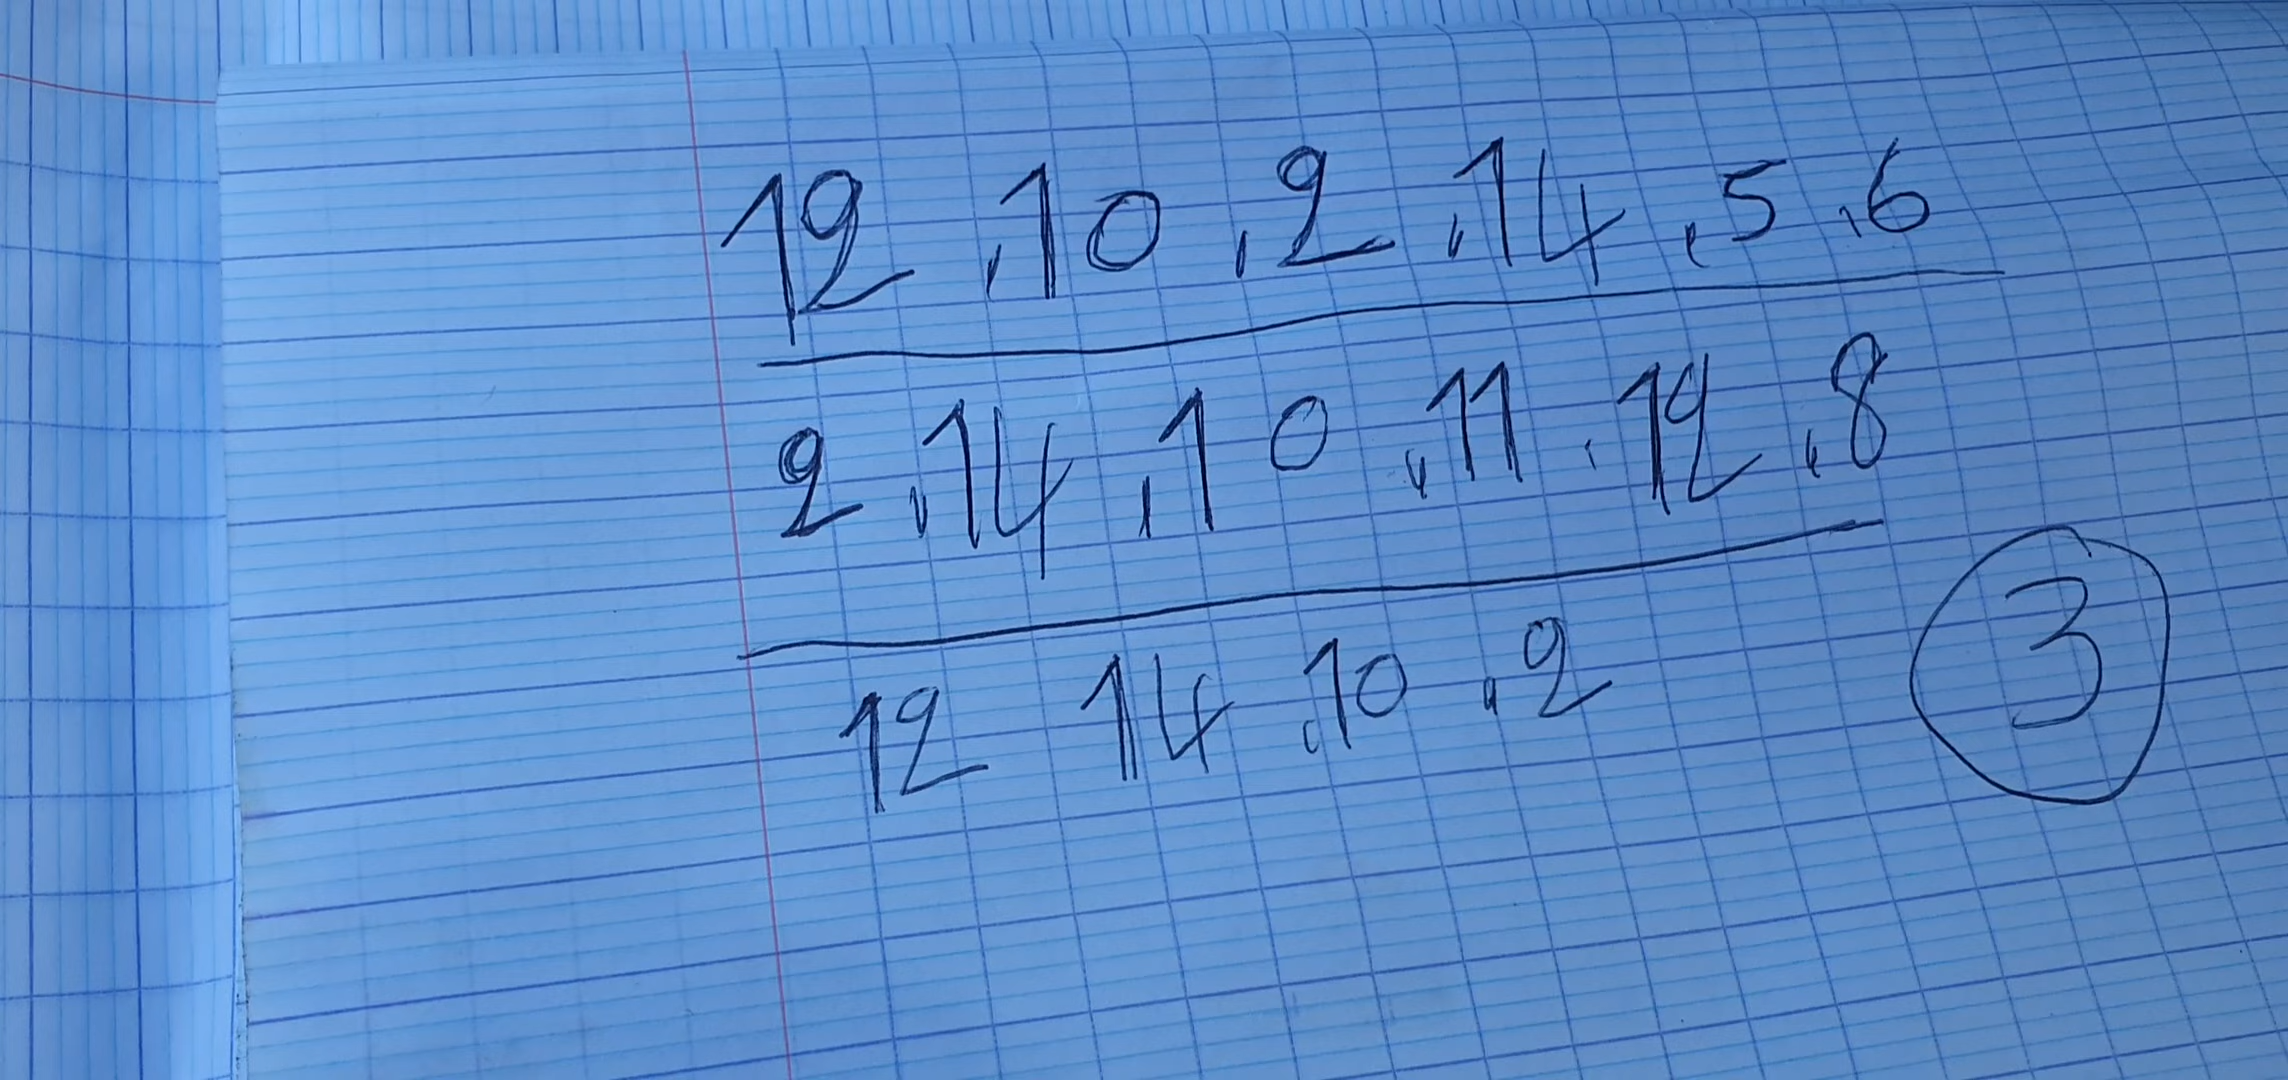 12 , 10 , 2 , 14 , 5 , 6
2 , 14 , 10 , 11 , 12 , 8
12 14 , 10 , 2
3